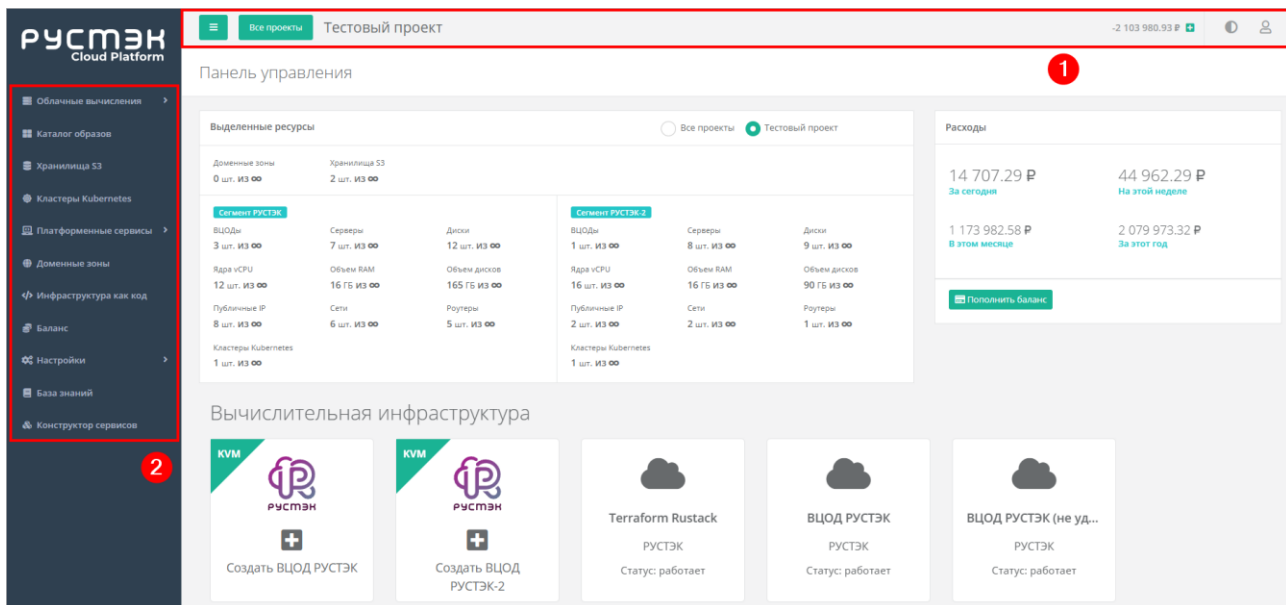 РУСТЭК
Cloud Platform
Все проекты Тестовый проект -2 103 980.93 ₽
1
Панель управления
Облачные вычисления
Каталог образов
Хранилища S3
Кластеры Kubernetes
Платформенные сервисы
Доменные зоны
Инфраструктура как код
Баланс
Настройки
База знаний
Конструктор сервисов
2
Выделенные ресурсы Все проекты Тестовый проект
Доменные зоны Хранилища S3
0 шт. из ∞ 2 шт. из ∞
Сегмент РУСТЭК
ВЦОДы Серверы Диски
3 шт. из ∞ 7 шт. из ∞ 12 шт. из ∞
Ядра vCPU Объем RAM Объем дисков
12 шт. из ∞ 16 ГБ из ∞ 165 ГБ из ∞
Публичные IP Сети Роутеры
8 шт. из ∞ 6 шт. из ∞ 5 шт. из ∞
Кластеры Kubernetes
1 шт. из ∞
Сегмент РУСТЭК-2
ВЦОДы Серверы Диски
1 шт. из ∞ 8 шт. из ∞ 9 шт. из ∞
Ядра vCPU Объем RAM Объем дисков
16 шт. из ∞ 16 ГБ из ∞ 90 ГБ из ∞
Публичные IP Сети Роутеры
2 шт. из ∞ 2 шт. из ∞ 1 шт. из ∞
Кластеры Kubernetes
1 шт. из ∞
Расходы
14 707.29 ₽ 44 962.29 ₽
За сегодня На этой неделе
1 173 982.58 ₽ 2 079 973.32 ₽
В этом месяце За этот год
Пополнить баланс
Вычислительная инфраструктура
KVM
РУСТЭК
Создать ВЦОД РУСТЭК
KVM
РУСТЭК
Создать ВЦОД
РУСТЭК-2
Terraform Rustack
РУСТЭК
Статус: работает
ВЦОД РУСТЭК
РУСТЭК
Статус: работает
ВЦОД РУСТЭК (не уд...
РУСТЭК
Статус: работает